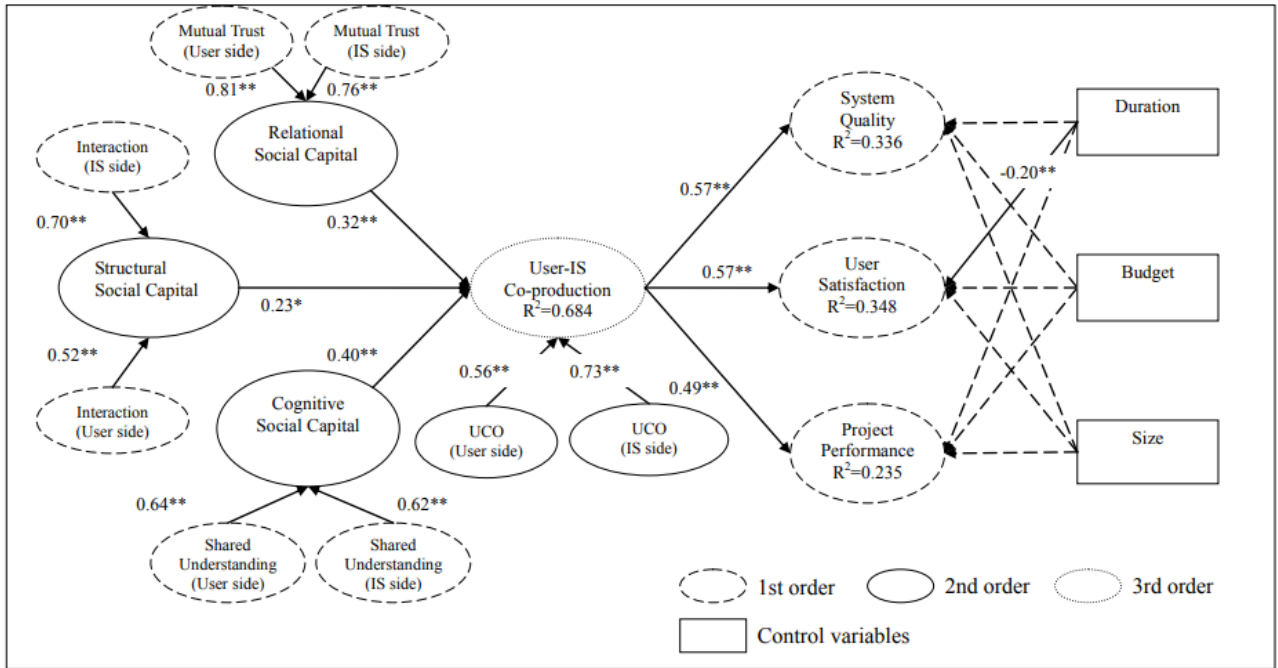 Mutual Trust
(User side)
Mutual Trust
(IS side)
0.81**
0.76**
Relational
Social Capital
Interaction
(IS side)
0.70**
0.32**
Structural
Social Capital
0.23*
0.52**
Interaction
(User side)
0.40**
Cognitive
Social Capital
0.64**
0.62**
Shared
Understanding
(User side)
Shared
Understanding
(IS side)
User-IS
Co-production
R²=0.684
0.56**
0.73**
UCO
(User side)
UCO
(IS side)
0.57**
0.57**
0.49**
System
Quality
R²=0.336
User
Satisfaction
R²=0.348
Project
Performance
R²=0.235
-0.20**
Duration
Budget
Size
1st order
2nd order
3rd order
Control variables